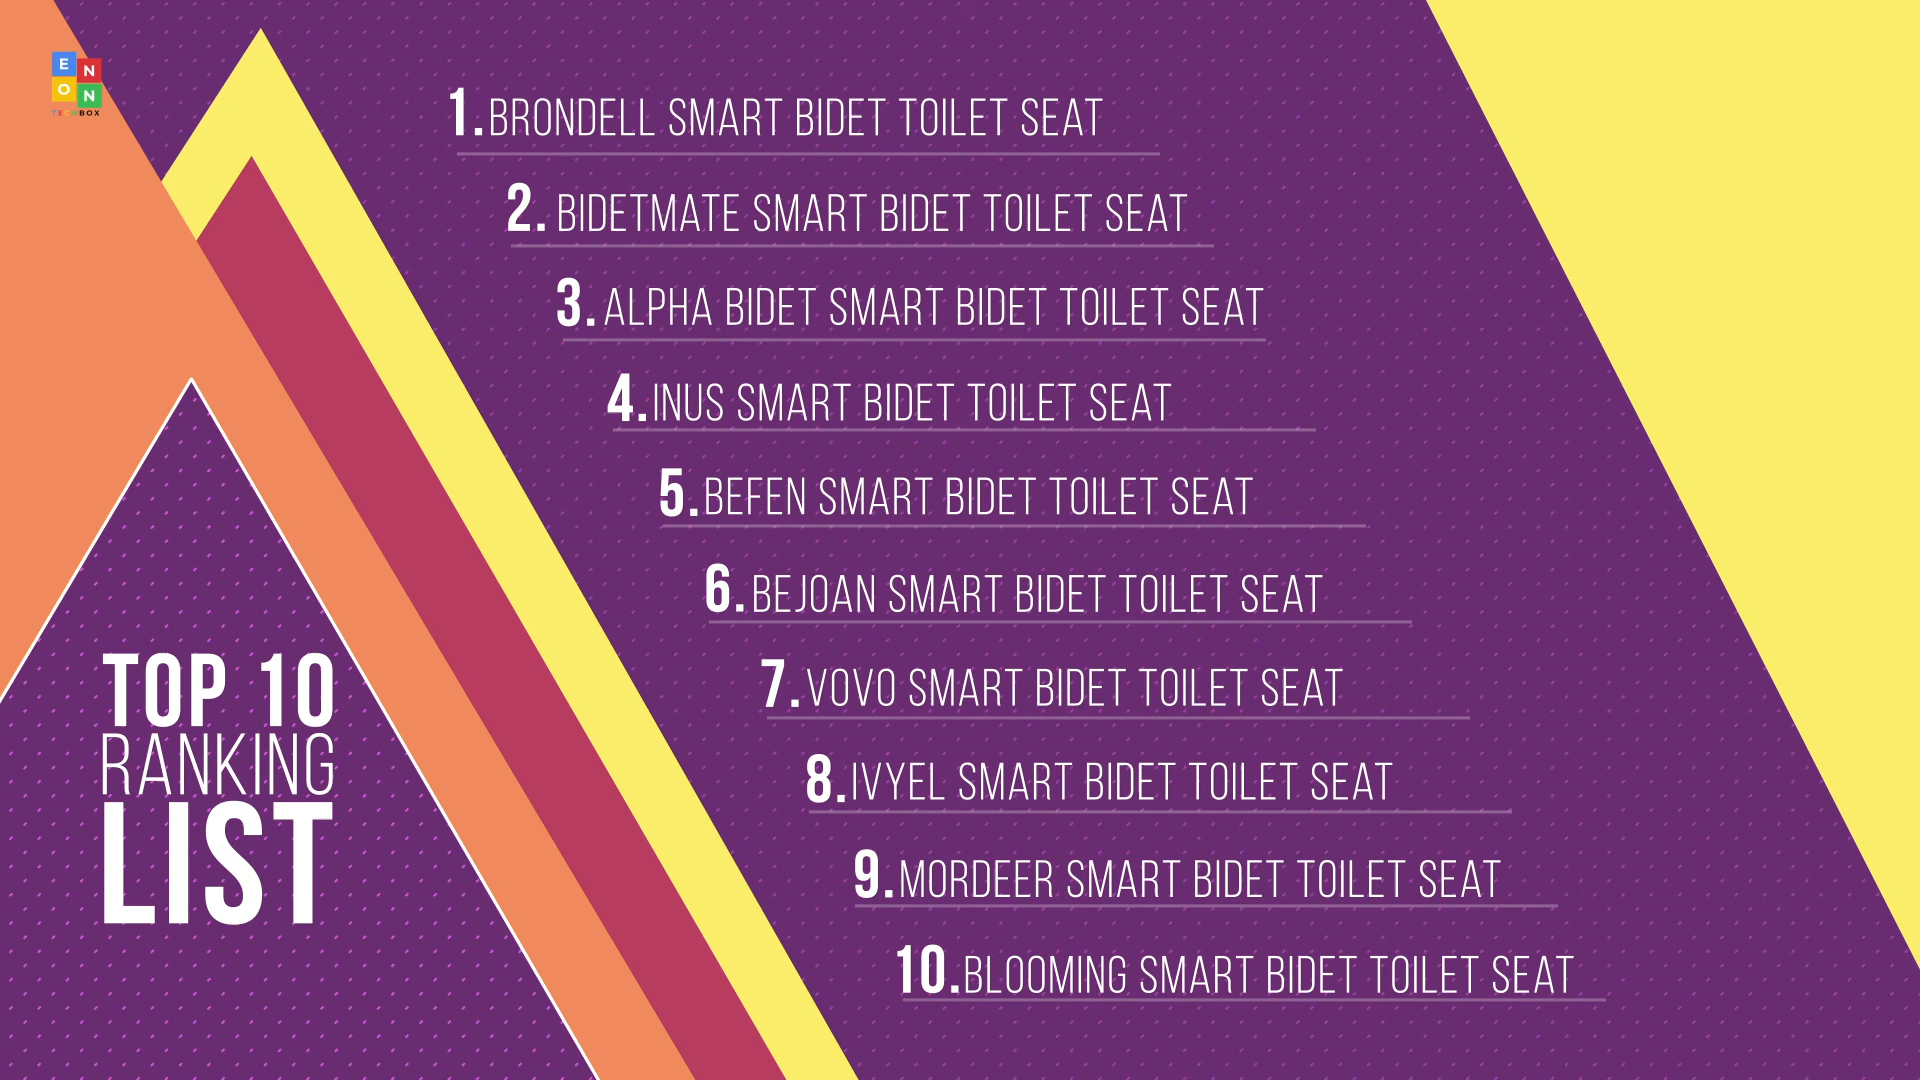 E N
O N
TECHBOX
1. BRONDELL SMART BIDET TOILET SEAT
2. BIDETMATE SMART BIDET TOILET SEAT
3. ALPHA BIDET SMART BIDET TOILET SEAT
4. INUS SMART BIDET TOILET SEAT
5. BEFEN SMART BIDET TOILET SEAT
6. BEJOAN SMART BIDET TOILET SEAT
7. VOVO SMART BIDET TOILET SEAT
8. IVYEL SMART BIDET TOILET SEAT
9. MORDEER SMART BIDET TOILET SEAT
10. BLOOMING SMART BIDET TOILET SEAT
TOP 10
RANKING
LIST